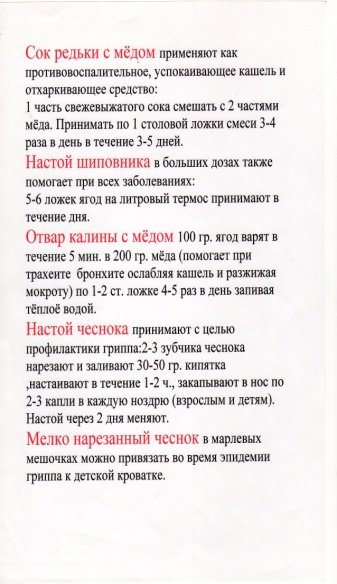 Сок редьки с мёдом применяют как
противовоспалительное, успокаивающее кашель и
отхаркивающее средство:
1 часть свежевыжатого сока смешать с 2 частями
мёда. Принимать по 1 столовой ложки смеси 3-4
раза в день в течение 3-5 дней.
Настой шиповника в больших дозах также
помогает при всех заболеваниях:
5-6 ложек ягод на литровый термос принимают в
течение дня.
Отвар калины с мёдом 100 гр. ягод варят в
течение 5 мин. в 200 гр. мёда (помогает при
трахеите бронхите ослабляя кашель и разжижая
мокроту) по 1-2 ст. ложке 4-5 раз в день запивая
тёплоё водой.
Настой чеснока принимают с целью
профилактики гриппа:2-3 зубчика чеснока
нарезают и заливают 30-50 гр. кипятка
,настаивают в течение 1-2 ч., закапывают в нос по
2-3 капли в каждую ноздрю (взрослым и детям).
Настой через 2 дня меняют.
Мелко нарезанный чеснок в марлевых
мешочках можно привязать во время эпидемии
гриппа к детской кроватке.